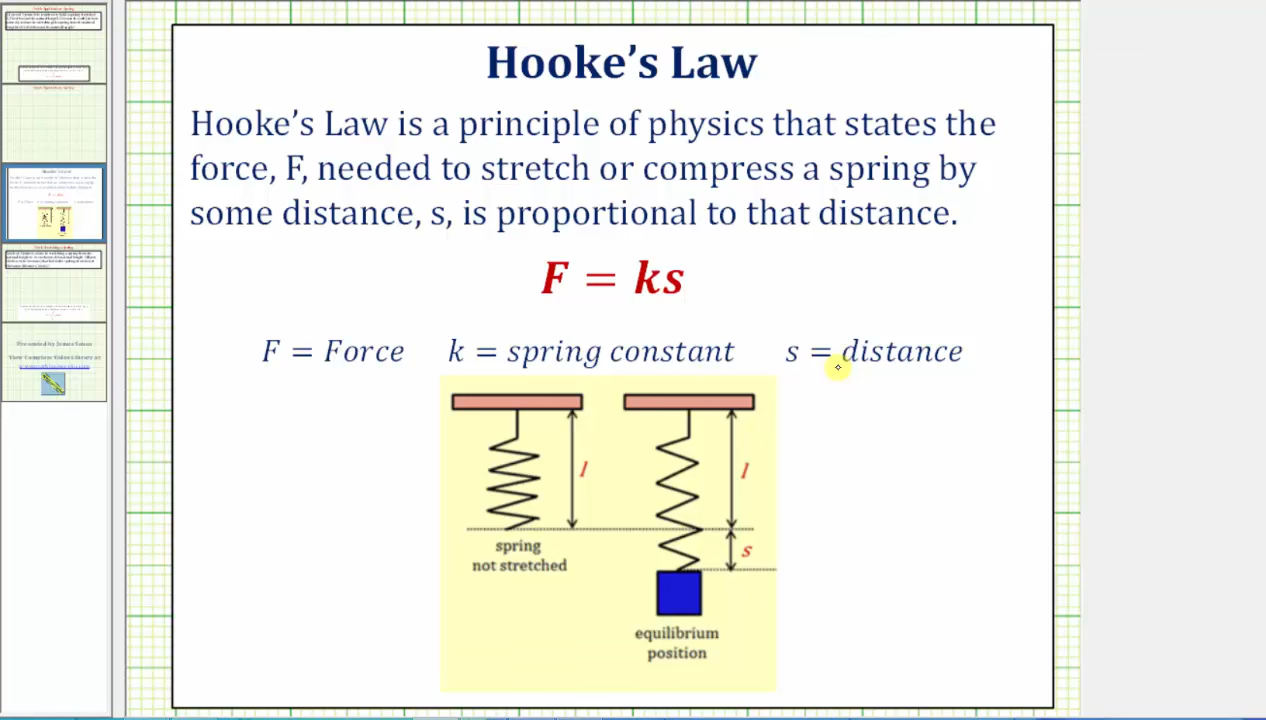 Hooke's Law
Hooke's Law is a principle of physics that states the
force, F, needed to stretch or compress a spring by
some distance, s, is proportional to that distance.
F = ks
F = Force k = spring constant s = distance
l
l
spring
not stretched
s
equilibrium
position